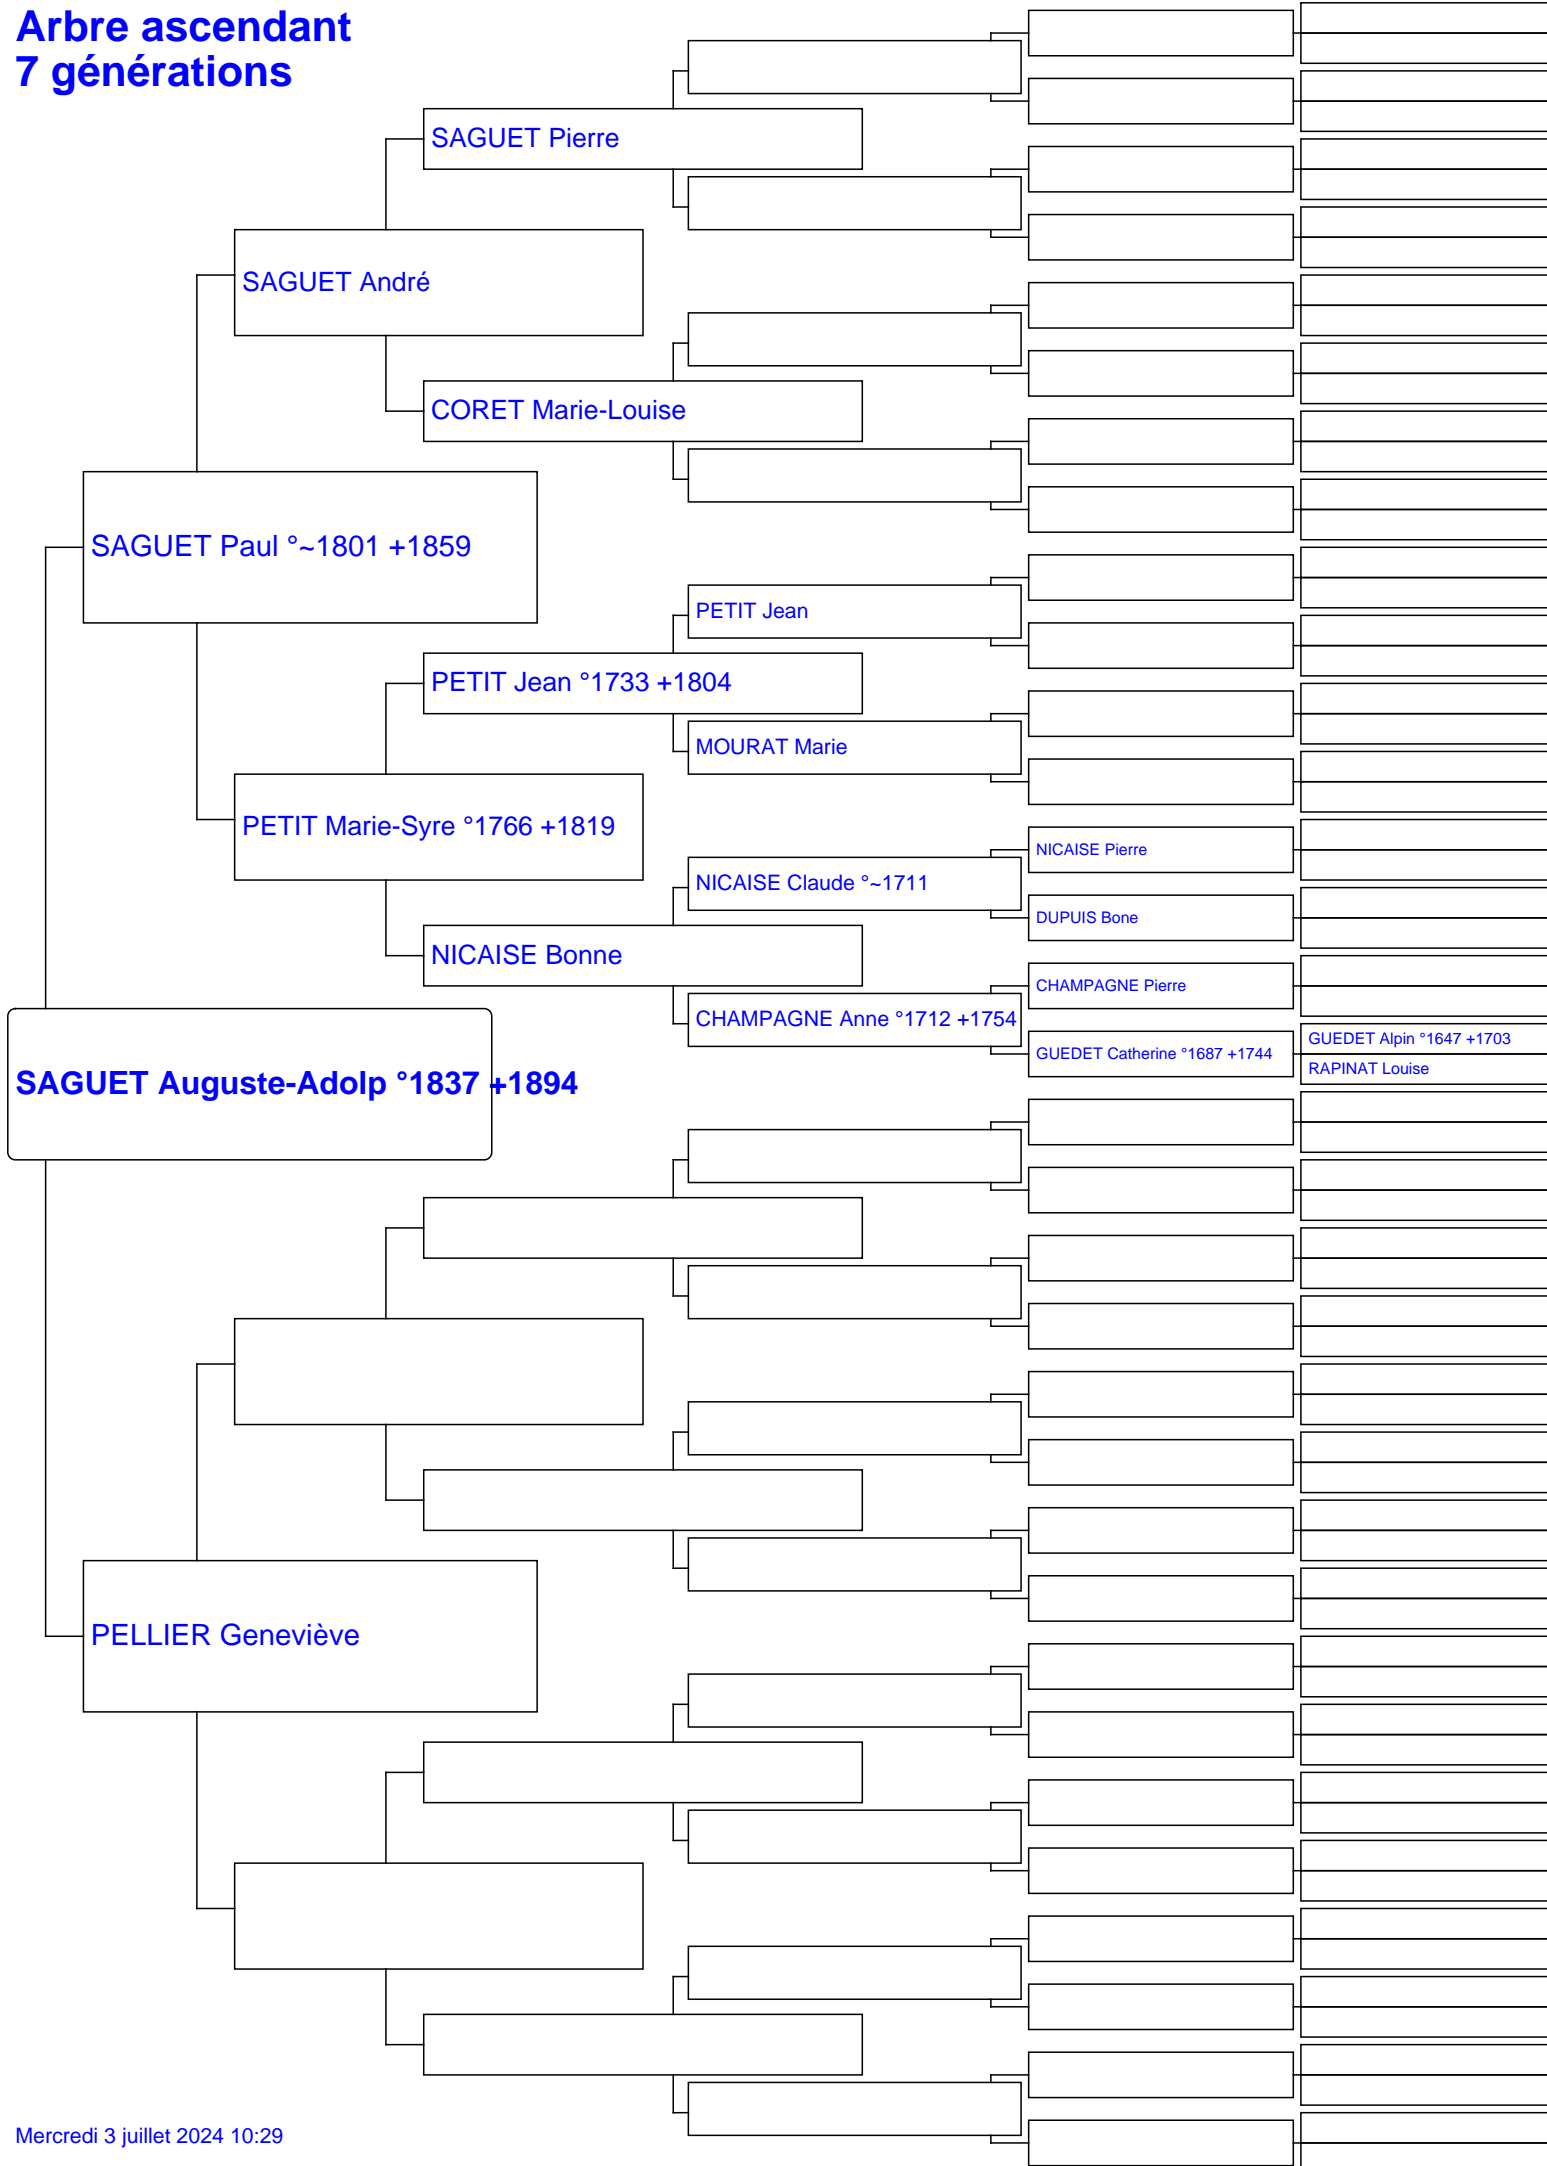 Arbre ascendant
7 générations
SAGUET Pierre
SAGUET André
CORET Marie-Louise
SAGUET Paul °~1801 +1859
PETIT Jean
PETIT Jean °1733 +1804
MOURAT Marie
PETIT Marie-Syre °1766 +1819
NICAISE Pierre
NICAISE Claude °~1711
DUPUIS Bone
NICAISE Bonne
CHAMPAGNE Pierre
CHAMPAGNE Anne °1712 +1754
GUEDET Alpin °1647 +1703
GUEDET Catherine °1687 +1744
RAPINAT Louise
SAGUET Auguste-Adolp °1837 +1894
PELLIER Geneviève
Mercredi 3 juillet 2024 10:29